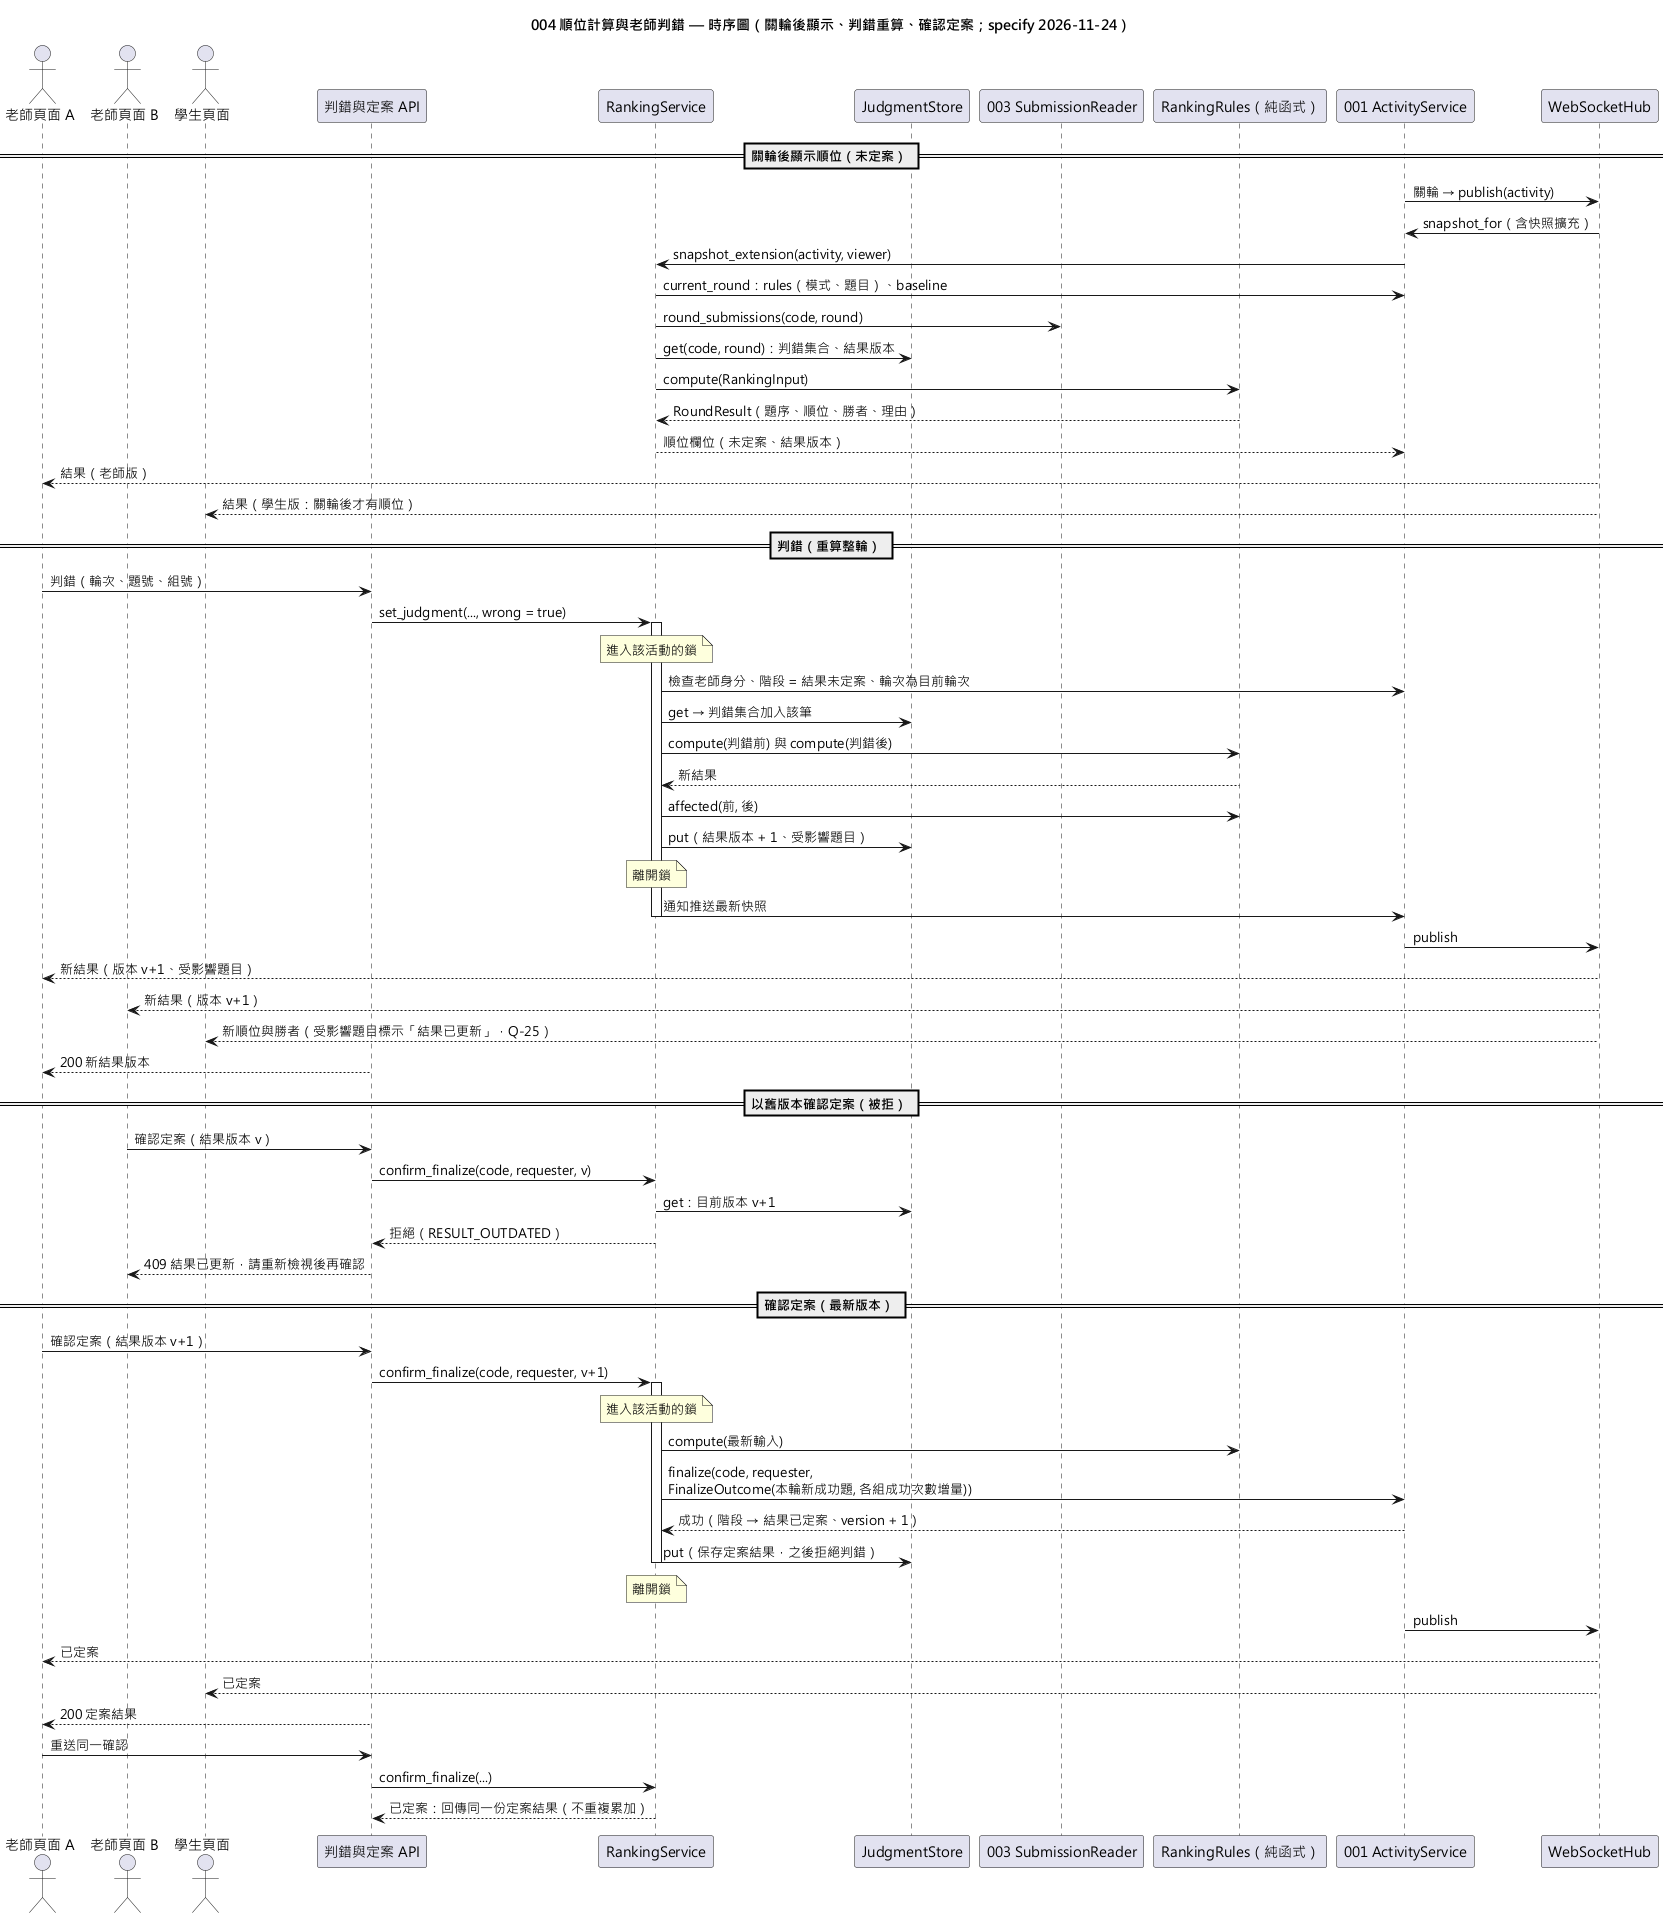 004 順位計算與老師判錯 — 時序圖（關輪後顯示、判錯重算、確認定案；specify 2026-11-24）
老師頁面 A
老師頁面 B
學生頁面
判錯與定案 API
RankingService
JudgmentStore
003 SubmissionReader
RankingRules（純函式）
001 ActivityService
WebSocketHub
關輪後顯示順位（未定案）
關輪 → publish(activity)
snapshot_for（含快照擴充）
snapshot_extension(activity, viewer)
current_round：rules（模式、題目）、baseline
round_submissions(code, round)
get(code, round)：判錯集合、結果版本
compute(RankingInput)
RoundResult（題序、順位、勝者、理由）
順位欄位（未定案、結果版本）
結果（老師版）
結果（學生版：關輪後才有順位）
判錯（重算整輪）
判錯（輪次、題號、組號）
set_judgment(..., wrong = true)
進入該活動的鎖
檢查老師身分、階段 = 結果未定案、輪次為目前輪次
get → 判錯集合加入該筆
compute(判錯前) 與 compute(判錯後)
新結果
affected(前, 後)
put（結果版本 + 1、受影響題目）
離開鎖
通知推送最新快照
publish
新結果（版本 v+1、受影響題目）
新結果（版本 v+1）
新順位與勝者（受影響題目標示「結果已更新」，Q-25）
200 新結果版本
以舊版本確認定案（被拒）
確認定案（結果版本 v）
confirm_finalize(code, requester, v)
get：目前版本 v+1
拒絕（RESULT_OUTDATED）
409 結果已更新，請重新檢視後再確認
確認定案（最新版本）
確認定案（結果版本 v+1）
confirm_finalize(code, requester, v+1)
進入該活動的鎖
compute(最新輸入)
finalize(code, requester,
FinalizeOutcome(本輪新成功題, 各組成功次數增量))
成功（階段 → 結果已定案、version + 1）
put（保存定案結果，之後拒絕判錯）
離開鎖
publish
已定案
已定案
200 定案結果
重送同一確認
confirm_finalize(...)
已定案：回傳同一份定案結果（不重複累加）
老師頁面 A
老師頁面 B
學生頁面
判錯與定案 API
RankingService
JudgmentStore
003 SubmissionReader
RankingRules（純函式）
001 ActivityService
WebSocketHub